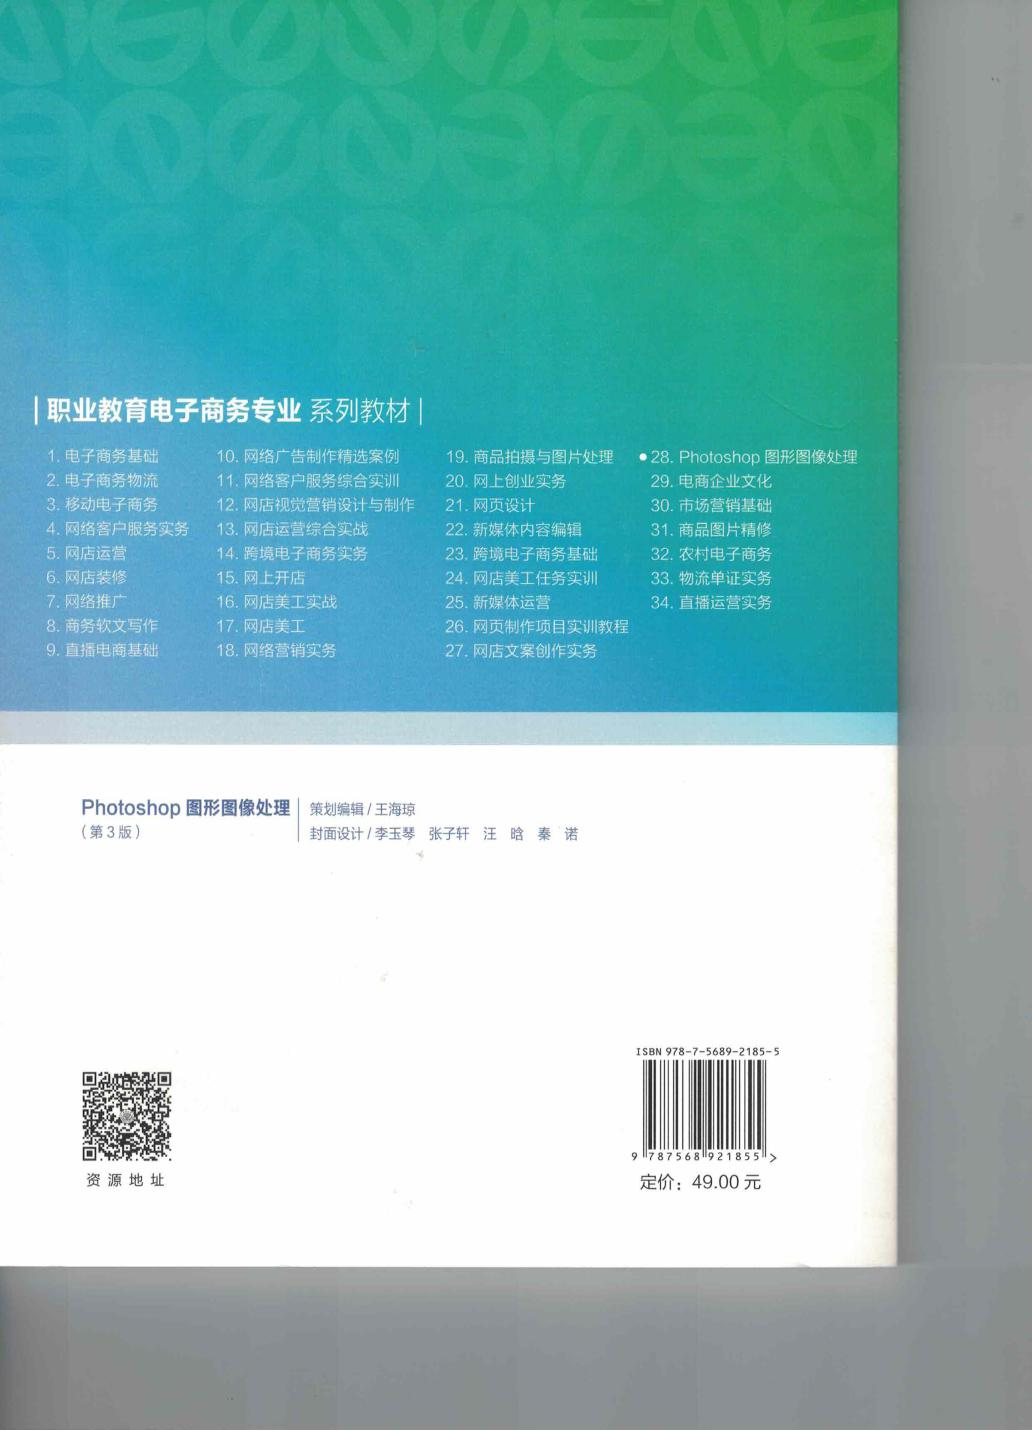 职业教育电子商务专业 系列教材
1. 电子商务基础
2. 电子商务物流
3. 移动电子商务
4. 网络客户服务实务
5. 网店运营
6. 网店装修
7. 网络推广
8. 商务软文写作
9. 直播电商基础
10. 网络广告制作精选案例
11. 网络客户服务综合实训
12. 网店视觉营销设计与制作
13. 网店运营综合实战
14. 跨境电子商务实务
15. 网上开店
16. 网店美工实战
17. 网店美工
18. 网络营销实务
19. 商品拍摄与图片处理
20. 网上创业实务
21. 网页设计
22. 新媒体内容编辑
23. 跨境电子商务基础
24. 网店美工任务实训
25. 新媒体运营
26. 网页制作项目实训教程
27. 网店文案创作实务
●28. Photoshop 图形图像处理
29. 电商企业文化
30. 市场营销基础
31. 商品图片精修
32. 农村电子商务
33. 物流单证实务
34. 直播运营实务
Photoshop 图形图像处理
(第3版)
策划编辑/王海琼
封面设计/李玉琴 张子轩 汪 晗 秦 诺
ISBN 978-7-5689-2185-5
9 787568 921855 >
定价：49.00 元
资源地址